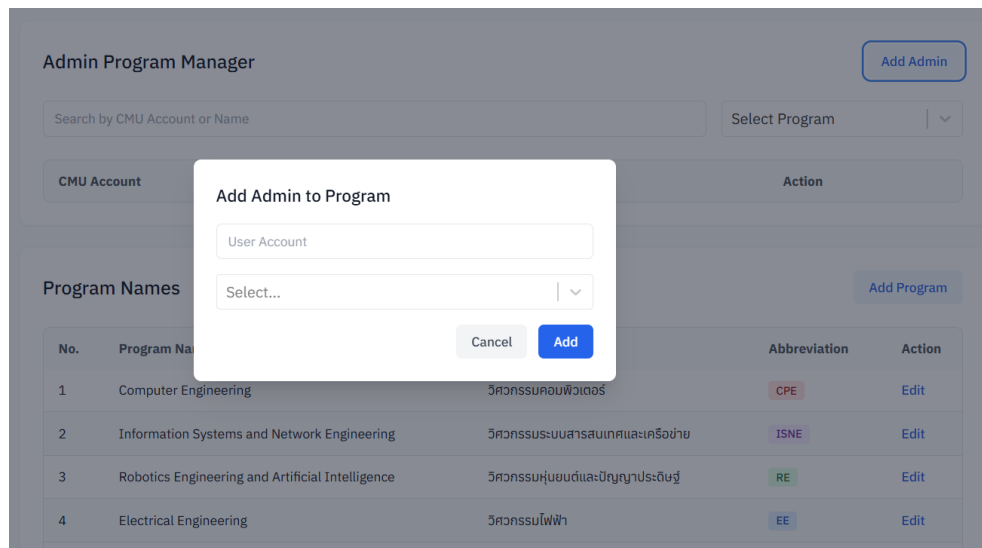 Admin Program Manager
Add Admin
Search by CMU Account or Name
Select Program
CMU Account
Action
Add Admin to Program
User Account
Select...
Cancel
Add
Program Names
Add Program
No.
Program Na
Abbreviation
Action
1 Computer Engineering วิศวกรรมคอมพิวเตอร์ CPE Edit
2 Information Systems and Network Engineering วิศวกรรมระบบสารสนเทศและเครือข่าย ISNE Edit
3 Robotics Engineering and Artificial Intelligence วิศวกรรมหุ่นยนต์และปัญญาประดิษฐ์ RE Edit
4 Electrical Engineering วิศวกรรมไฟฟ้า EE Edit